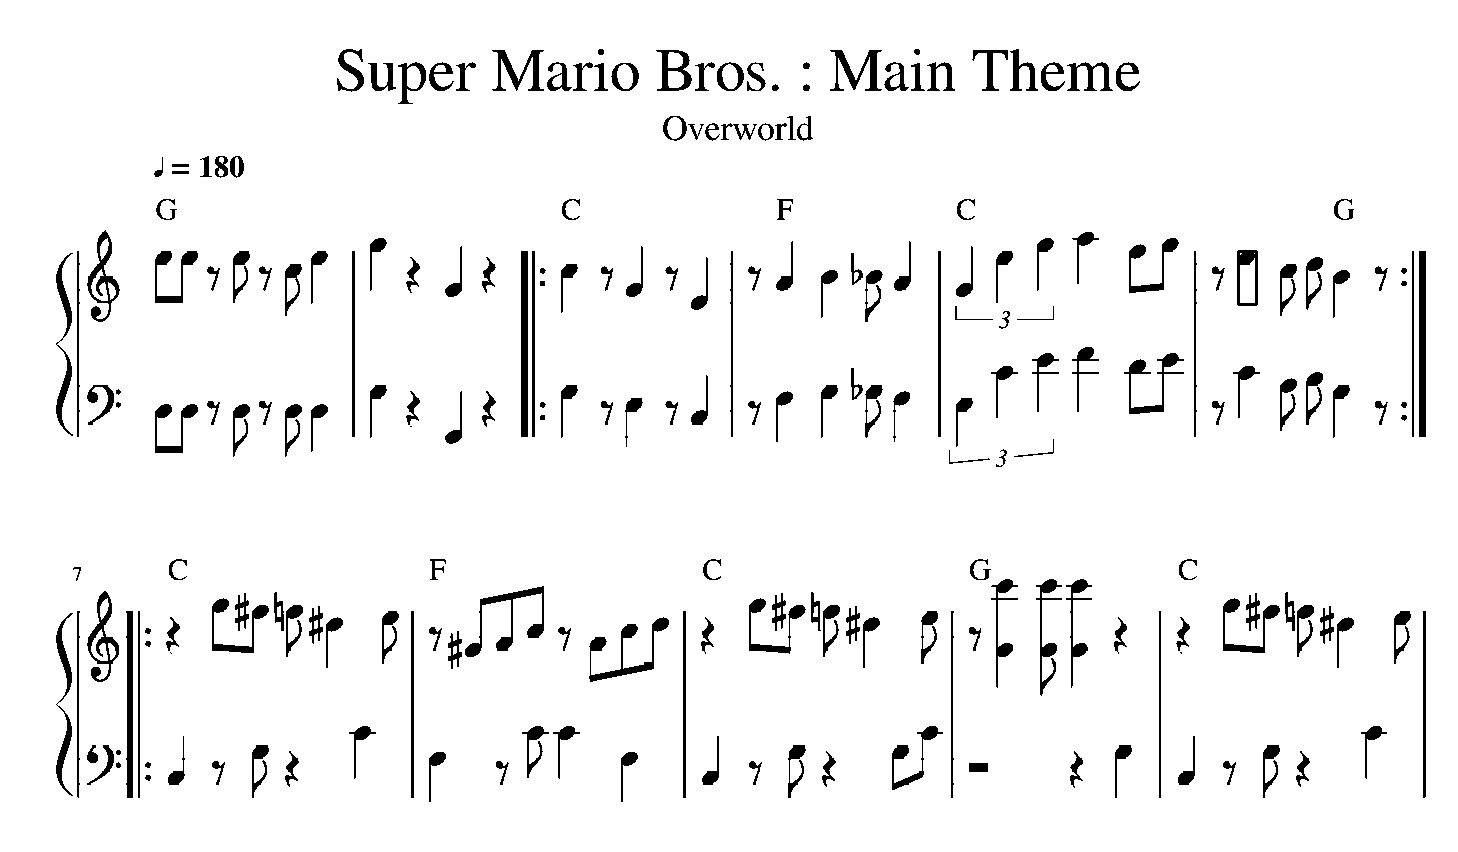 Super Mario Bros. : Main Theme
Overworld
♩ = 180
G C F C G
3
3
7 C F C G C